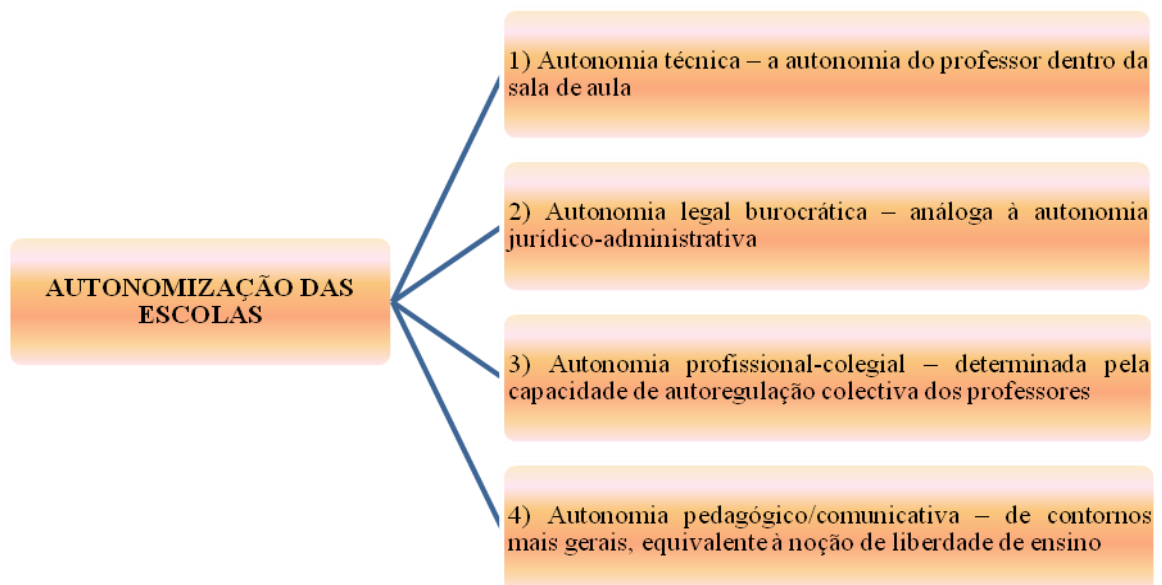 1) Autonomia técnica – a autonomia do professor dentro da
sala de aula
2) Autonomia legal burocrática – análoga à autonomia
jurídico-administrativa
AUTONOMIZAÇÃO DAS
ESCOLAS
3) Autonomia profissional-colegial – determinada pela
capacidade de autoregulação colectiva dos professores
4) Autonomia pedagógico/comunicativa – de contornos
mais gerais, equivalente à noção de liberdade de ensino